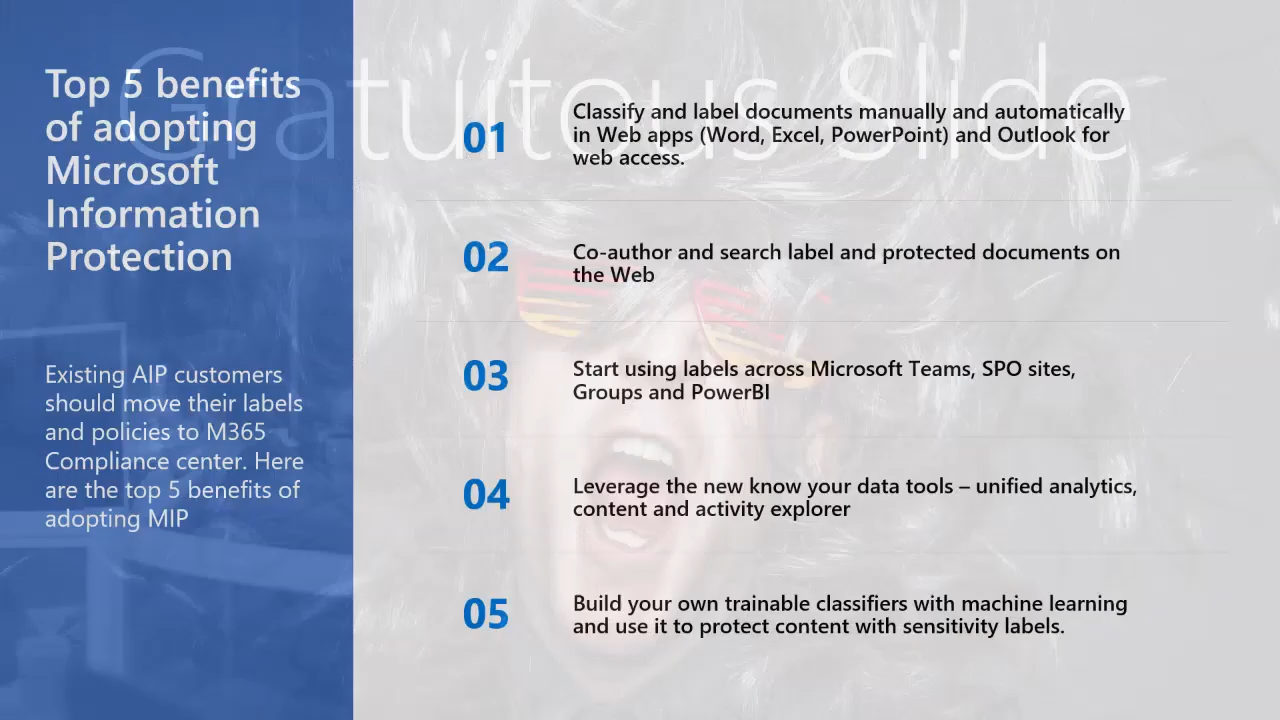 Gratuitous Slide
Top 5 benefits
of adopting
Microsoft
Information
Protection
Existing AIP customers
should move their labels
and policies to M365
Compliance center. Here
are the top 5 benefits of
adopting MIP
01
Classify and label documents manually and automatically
in Web apps (Word, Excel, PowerPoint) and Outlook for
web access.
02
Co-author and search label and protected documents on
the Web
03
Start using labels across Microsoft Teams, SPO sites,
Groups and PowerBI
04
Leverage the new know your data tools – unified analytics,
content and activity explorer
05
Build your own trainable classifiers with machine learning
and use it to protect content with sensitivity labels.